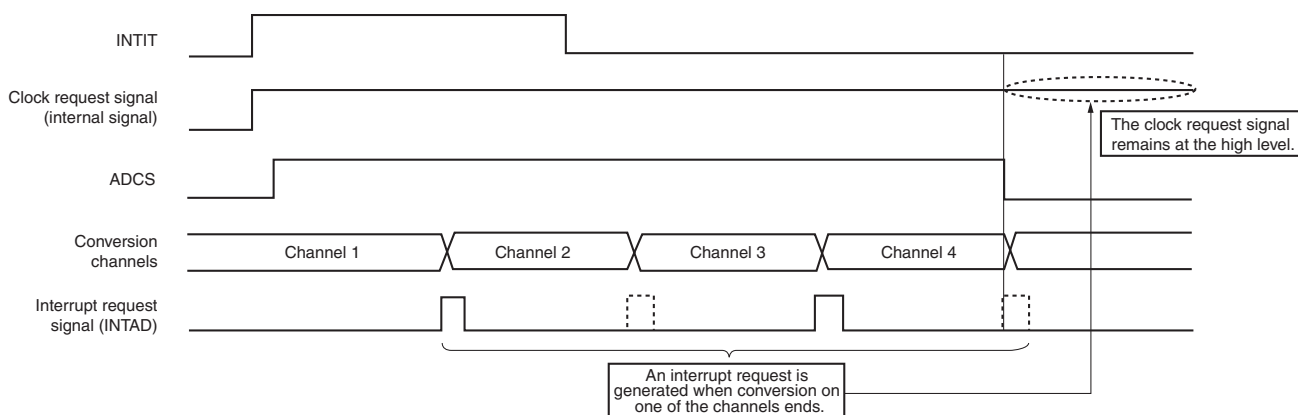 INTIT
Clock request signal
(internal signal)
The clock request signal
remains at the high level.
ADCS
Conversion
channels
Channel 1
Channel 2
Channel 3
Channel 4
Interrupt request
signal (INTAD)
An interrupt request is
generated when conversion on
one of the channels ends.